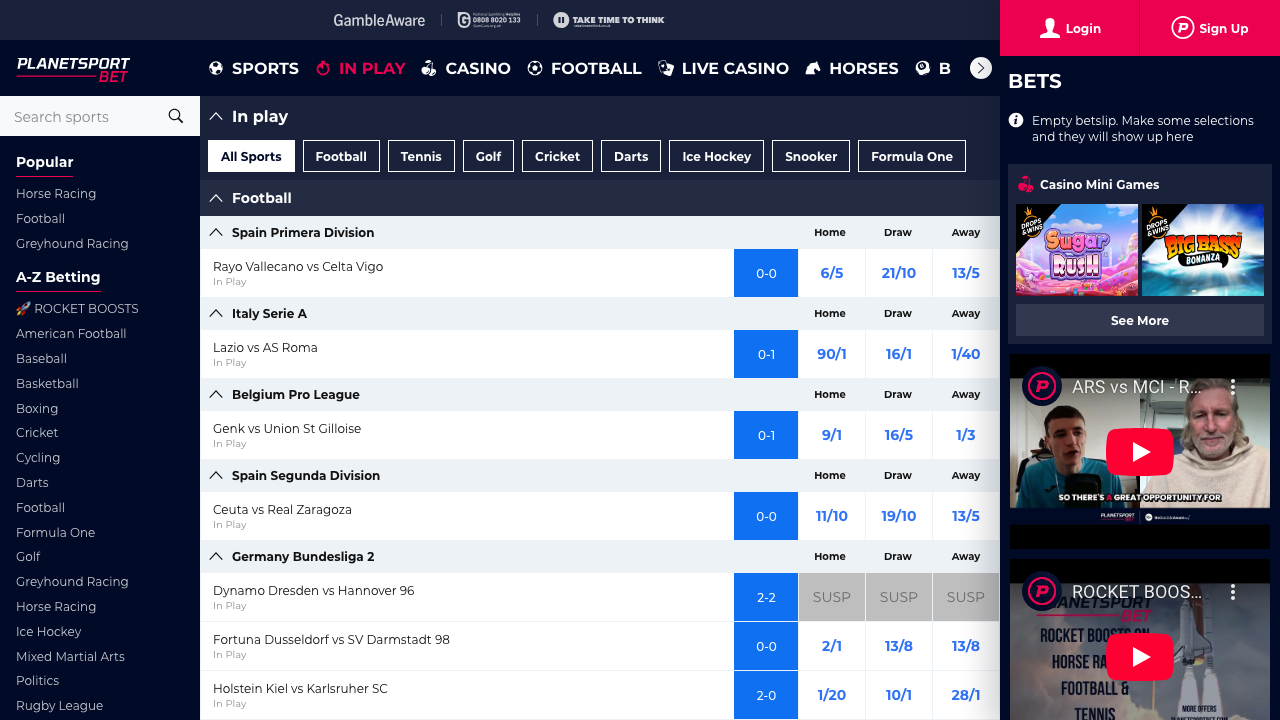 GambleAware
0808 8020 133
TAKE TIME TO THINK
Login
Sign Up
PLANETSPORT
BET
SPORTS
IN PLAY
CASINO
FOOTBALL
LIVE CASINO
HORSES
B
Search sports
Popular
Horse Racing
Football
Greyhound Racing
A-Z Betting
🚀 ROCKET BOOSTS
American Football
Baseball
Basketball
Boxing
Cricket
Cycling
Darts
Football
Formula One
Golf
Greyhound Racing
Horse Racing
Ice Hockey
Mixed Martial Arts
Politics
Rugby League
In play
All Sports
Football
Tennis
Golf
Cricket
Darts
Ice Hockey
Snooker
Formula One
Football
Spain Primera Division Home Draw Away
Rayo Vallecano vs Celta Vigo
In Play
0-0 6/5 21/10 13/5
Italy Serie A Home Draw Away
Lazio vs AS Roma
In Play
0-1 90/1 16/1 1/40
Belgium Pro League Home Draw Away
Genk vs Union St Gilloise
In Play
0-1 9/1 16/5 1/3
Spain Segunda Division Home Draw Away
Ceuta vs Real Zaragoza
In Play
0-0 11/10 19/10 13/5
Germany Bundesliga 2 Home Draw Away
Dynamo Dresden vs Hannover 96
In Play
2-2 SUSP SUSP SUSP
Fortuna Dusseldorf vs SV Darmstadt 98
In Play
0-0 2/1 13/8 13/8
Holstein Kiel vs Karlsruher SC
In Play
2-0 1/20 10/1 28/1
BETS
Empty betslip. Make some selections
and they will show up here
Casino Mini Games
DROPS
&WINS
Sugar
RUSH
DROPS
&WINS
BIG BASS
BONANZA
See More
ARS vs MCI - R...
SO THERE'S A GREAT OPPORTUNITY FOR
PLANETSPORT
BET
ROCKET BOOS...
PLANETSPORT
BET
ROCKET BOOSTS ON
HORSE RA
FOOTBALL &
TENNIS
MORE OFFERS